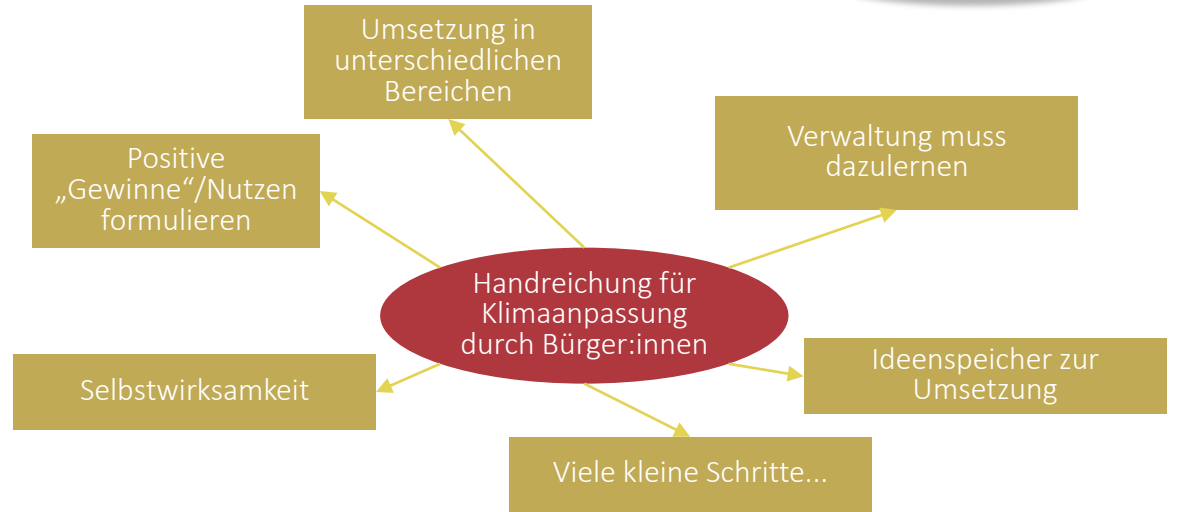 Umsetzung in
unterschiedlichen
Bereichen
Verwaltung muss
dazulernen
Positive
„Gewinne“/Nutzen
formulieren
Handreichung für
Klimaanpassung
durch Bürger:innen
Selbstwirksamkeit
Ideenspeicher zur
Umsetzung
Viele kleine Schritte...